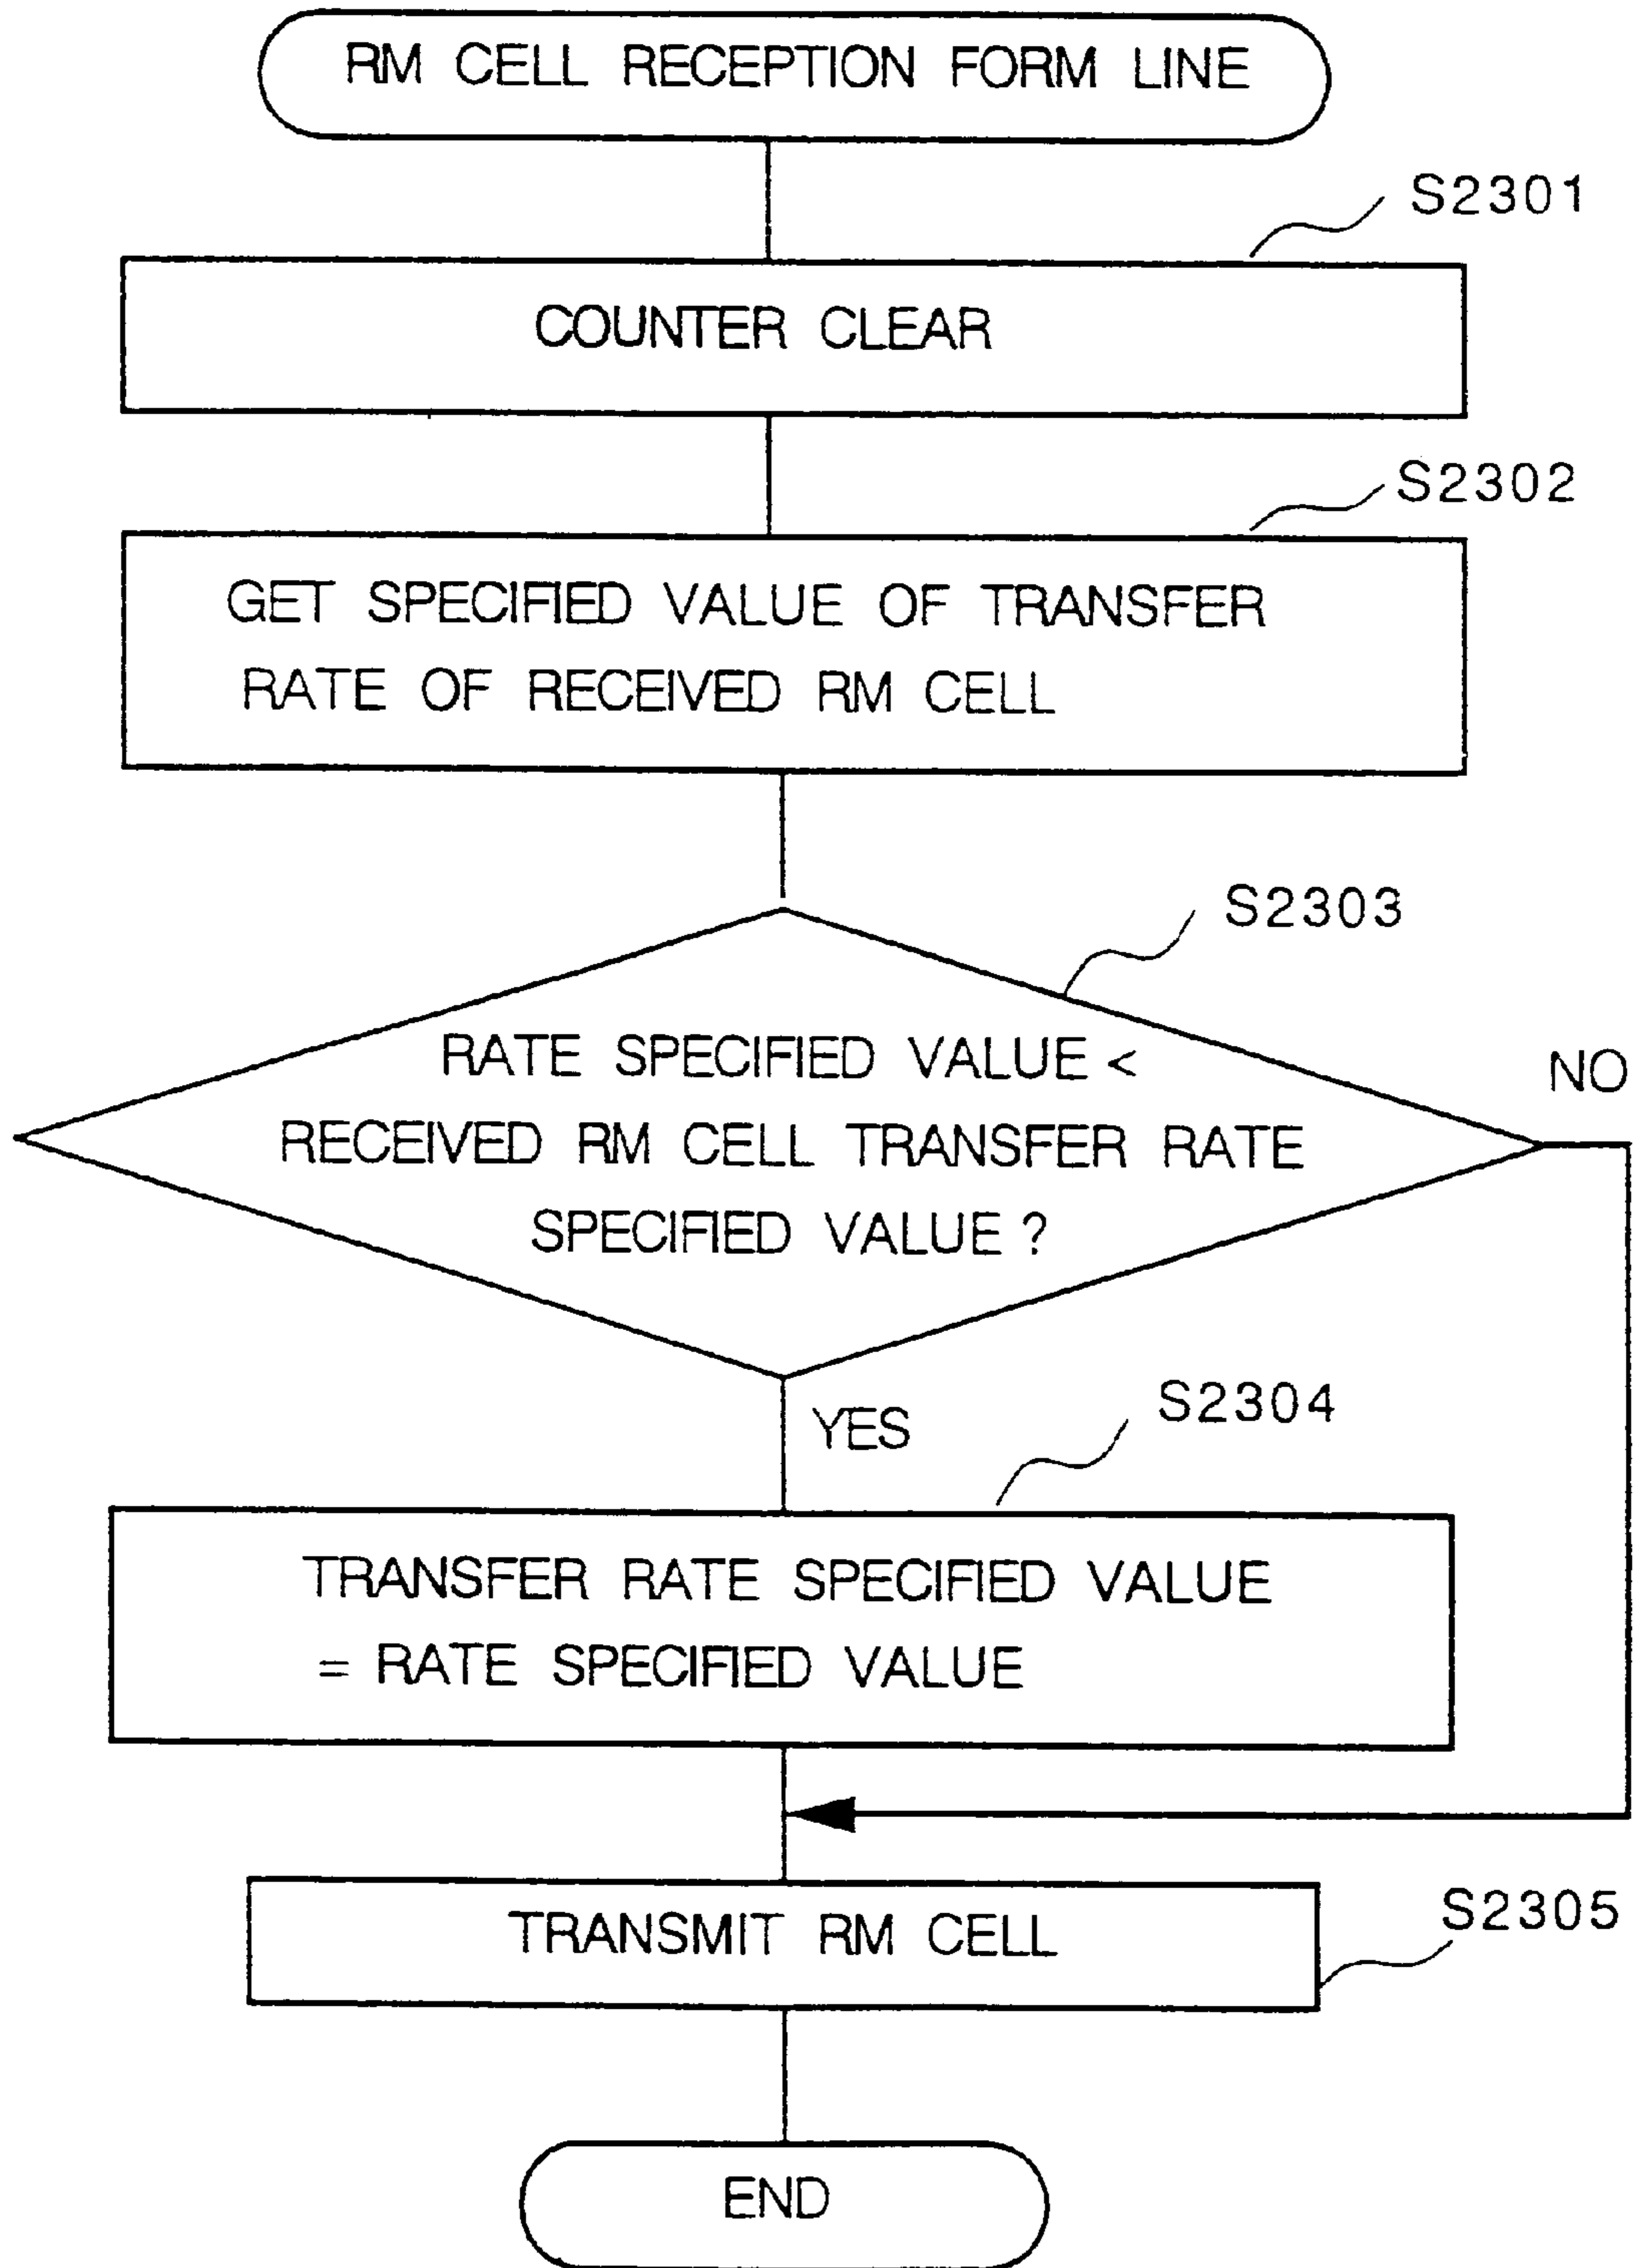 RM CELL RECEPTION FORM LINE
S2301
COUNTER CLEAR
S2302
GET SPECIFIED VALUE OF TRANSFER
RATE OF RECEIVED RM CELL
S2303
RATE SPECIFIED VALUE <
RECEIVED RM CELL TRANSFER RATE
SPECIFIED VALUE ?
NO
YES
S2304
TRANSFER RATE SPECIFIED VALUE
= RATE SPECIFIED VALUE
TRANSMIT RM CELL
S2305
END